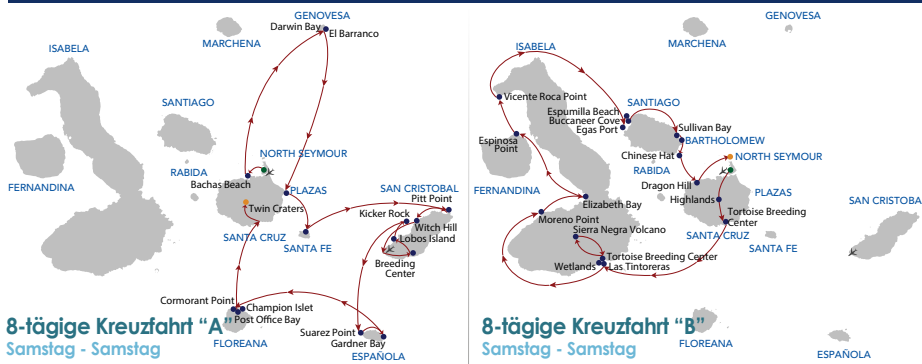 GENOVESA
Darwin Bay
El Barranco
MARCHENA
ISABELA
SANTIAGO
NORTH SEYMOUR
RABIDA
Bachas Beach
FERNANDINA
PLAZAS
SAN CRISTOBAL
Pitt Point
Twin Craters
Kicker Rock
Witch Hill
SANTA CRUZ
Lobos Island
SANTA FE
Breeding
Center
Cormorant Point
Champion Islet
Post Office Bay
8-tägige Kreuzfahrt “A”
Samstag - Samstag
FLOREANA
Suarez Point
Gardner Bay
ESPAÑOLA
GENOVESA
MARCHENA
ISABELA
Vicente Roca Point
Espumilla Beach
SANTIAGO
Buccaneer Cove
Egas Port
Sullivan Bay
Espinosa
Point
BARTHOLOMEW
Chinese Hat
NORTH SEYMOUR
RABIDA
FERNANDINA
Dragon Hill
PLAZAS
Elizabeth Bay
Highlands
SAN CRISTOBA
Moreno Point
Tortoise Breeding
Center
Sierra Negra Volcano
SANTA CRUZ
SANTA FE
Tortoise Breeding Center
Wetlands
Las Tintoreras
8-tägige Kreuzfahrt “B”
Samstag - Samstag
FLOREANA
ESPAÑOLA